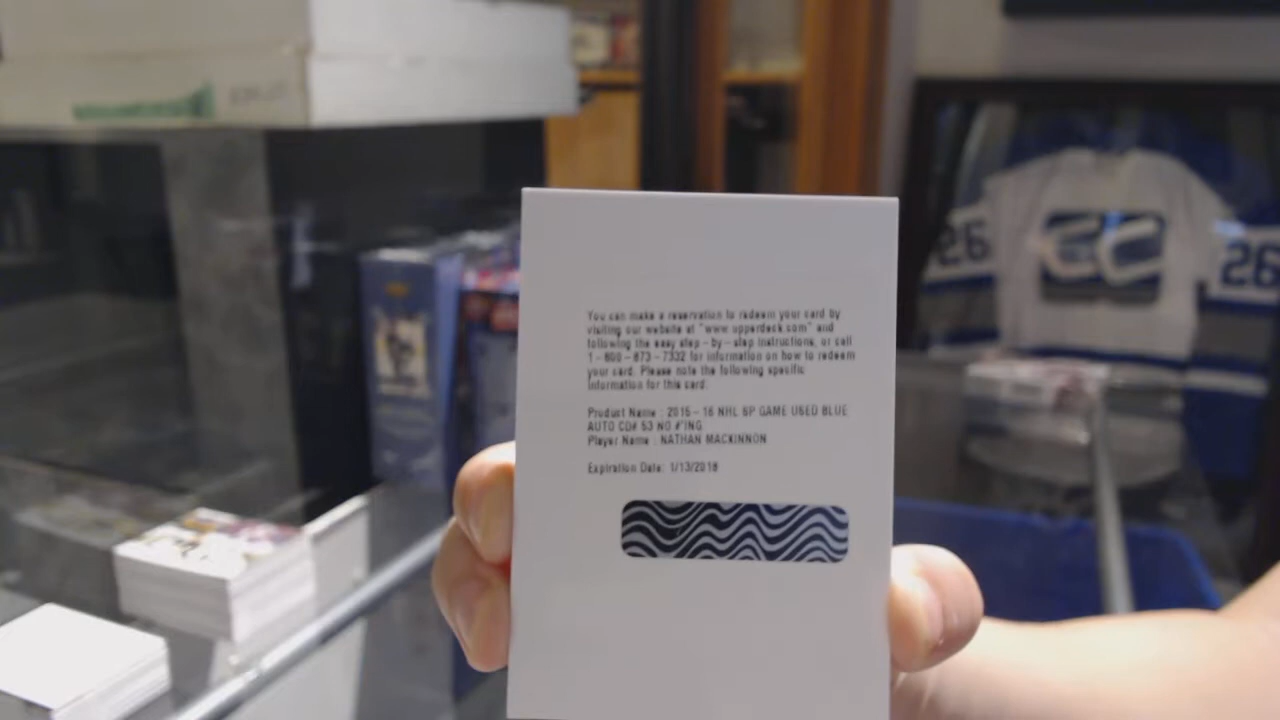 You can make a reservation to redeem your card by
visiting our website at "www.upperdeck.com" and
following the easy step-by-step instructions, or call
1-800-873-7332 for information on how to redeem
your card. Please note the following specific
information for this card:
Product Name : 2015-16 NHL SP GAME USED BLUE
AUTO CD# 53 NO #'ING
Player Name : NATHAN MACKINNON
Expiration Date: 1/13/2018
26
26